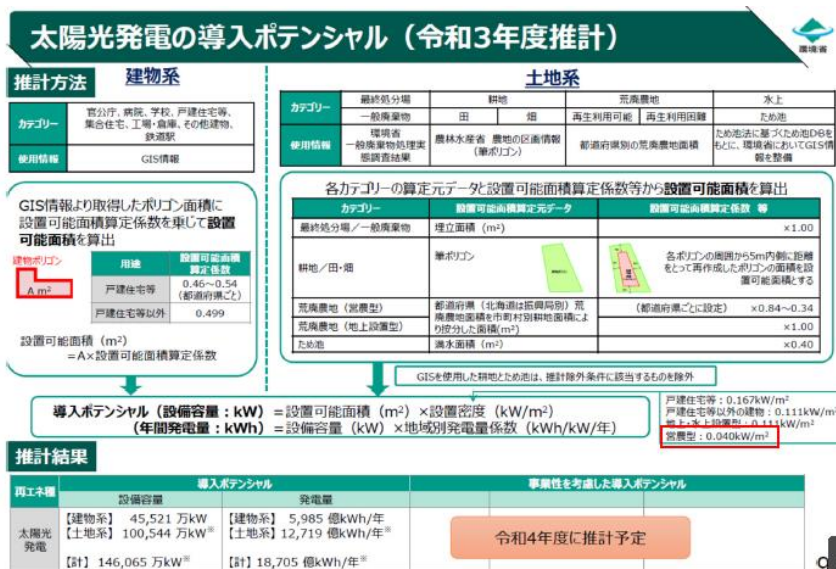 太陽光発電の導入ポテンシャル（令和3年度推計）
環境省
推計方法
建物系
カテゴリー
官公庁、病院、学校、戸建住宅等、
集合住宅、工場・倉庫、その他建物、
鉄道駅
使用情報
GIS情報
GIS情報より取得したポリゴン面積に
設置可能面積算定係数を乗じて設置
可能面積を算出
建物ポリゴン
A m²
用途
設置可能面積
算定係数
戸建住宅等
0.46～0.54
（都道府県ごと）
戸建住宅等以外
0.499
設置可能面積（m²）
＝A×設置可能面積算定係数
土地系
カテゴリー
最終処分場
耕地
荒廃農地
水上
一般廃棄物
田
畑
再生利用可能
再生利用困難
ため池
使用情報
環境省
一般廃棄物処理実
態調査結果
農林水産省 農地の区画情報
（筆ポリゴン）
都道府県別の荒廃農地面積
ため池法に基づくため池DBを
もとに、環境省においてGIS情
報を整備
各カテゴリーの算定元データと設置可能面積算定係数等から設置可能面積を算出
カテゴリー
設置可能面積算定元データ
設置可能面積算定係数 等
最終処分場／一般廃棄物
埋立面積（m²）
×1.00
耕地／田・畑
筆ポリゴン
各ポリゴンの周囲から5m内側に距離
をとって再作成したポリゴンの面積を設
置可能面積とする
荒廃農地（営農型）
都道府県（北海道は振興局別）荒
廃農地面積を市町村別耕地面積によ
り按分した面積(m²)
（都道府県ごとに設定） ×0.84～0.34
荒廃農地（地上設置型）
×1.00
ため池
満水面積（m²）
×0.40
GISを使用した耕地とため池は、推計除外条件に該当するものを除外
導入ポテンシャル（設備容量：kW）＝設置可能面積（m²）×設置密度（kW/m²）
（年間発電量：kWh）＝設備容量（kW）×地域別発電量係数（kWh/kW/年）
戸建住宅等：0.167kW/m²
戸建住宅等以外の建物：0.111kW/m²
地上・水上設置型：0.111kW/m²
営農型：0.040kW/m²
推計結果
再エネ種
導入ポテンシャル
事業性を考慮した導入ポテンシャル
設備容量
発電量
太陽光
発電
【建物系】 45,521 万kW
【土地系】 100,544 万kW※
【計】 146,065 万kW※
【建物系】 5,985 億kWh/年
【土地系】 12,719 億kWh/年※
【計】 18,705 億kWh/年※
令和4年度に推計予定